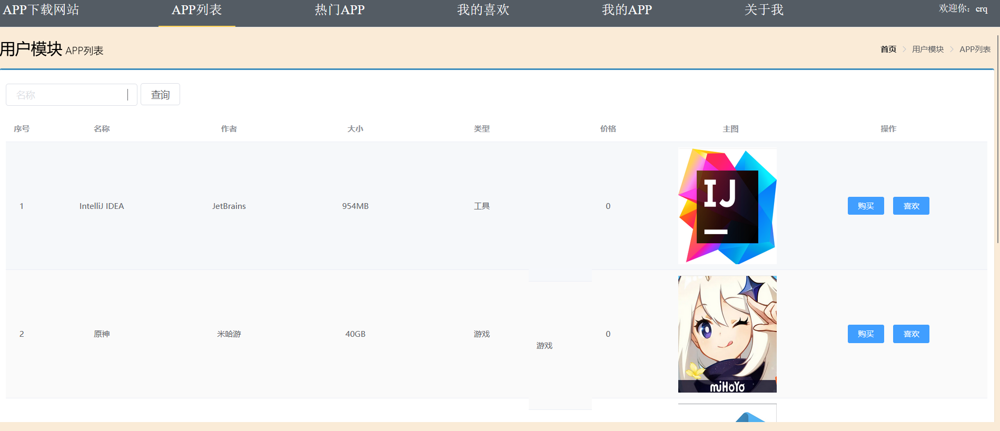 APP下载网站 APP列表 热门APP 我的喜欢 我的APP 关于我 欢迎你：crq
用户模块 APP列表 首页 用户模块 APP列表
名称 查询
序号 名称 作者 大小 类型 价格 主图 操作
IJ
1 IntelliJ IDEA JetBrains 954MB 工具 0 购买 喜欢
2 原神 米哈游 40GB 游戏 0 购买 喜欢
游戏
miHoYo